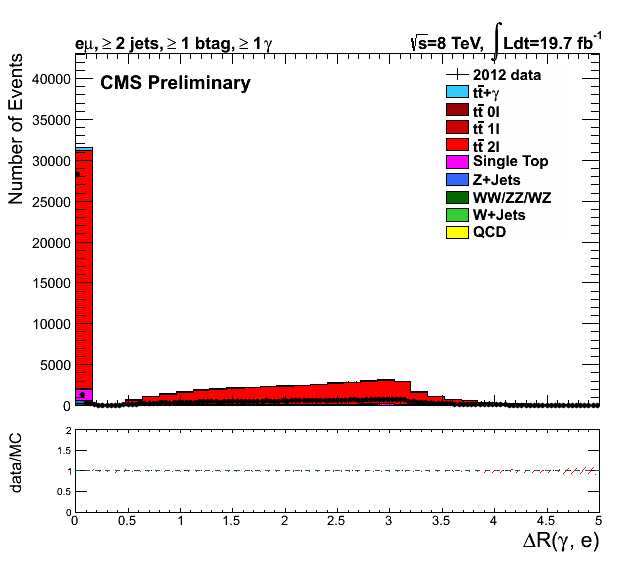 eμ, ≥ 2 jets, ≥ 1 btag, ≥ 1 γ
√s=8 TeV, ∫ Ldt=19.7 fb⁻¹
CMS Preliminary
2012 data
tt̄+γ
tt̄ 0l
tt̄ 1l
tt̄ 2l
Single Top
Z+Jets
WW/ZZ/WZ
W+Jets
QCD
Number of Events
40000
35000
30000
25000
20000
15000
10000
5000
0
data/MC
2
1.5
1
0.5
0
0 0.5 1 1.5 2 2.5 3 3.5 4 4.5 5
ΔR(γ, e)